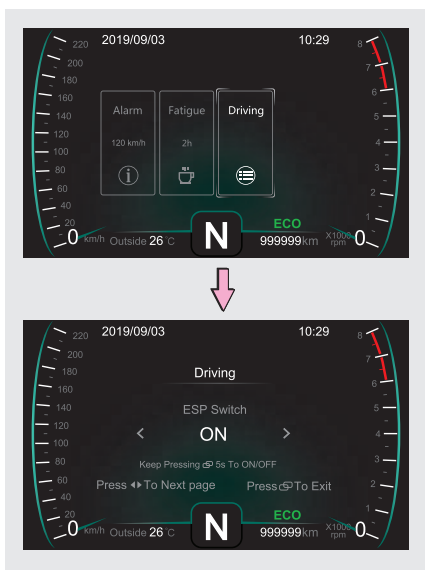 2019/09/03 10:29
220 8
200 7
180
160 6
140 Alarm Fatigue Driving 5
120
100 120 km/h 2h 4
80 3
60
40 2
20 ECO 1
0 km/h Outside 26°C N 999999km X1000 rpm 0
2019/09/03 10:29
220 8
200 7
180 Driving
160 6
140 ESP Switch 5
120
100 < ON > 4
80 Keep Pressing 5s To ON/OFF 3
60
40 Press To Next page Press To Exit 2
20 ECO 1
0 km/h Outside 26°C N 999999km X1000 rpm 0